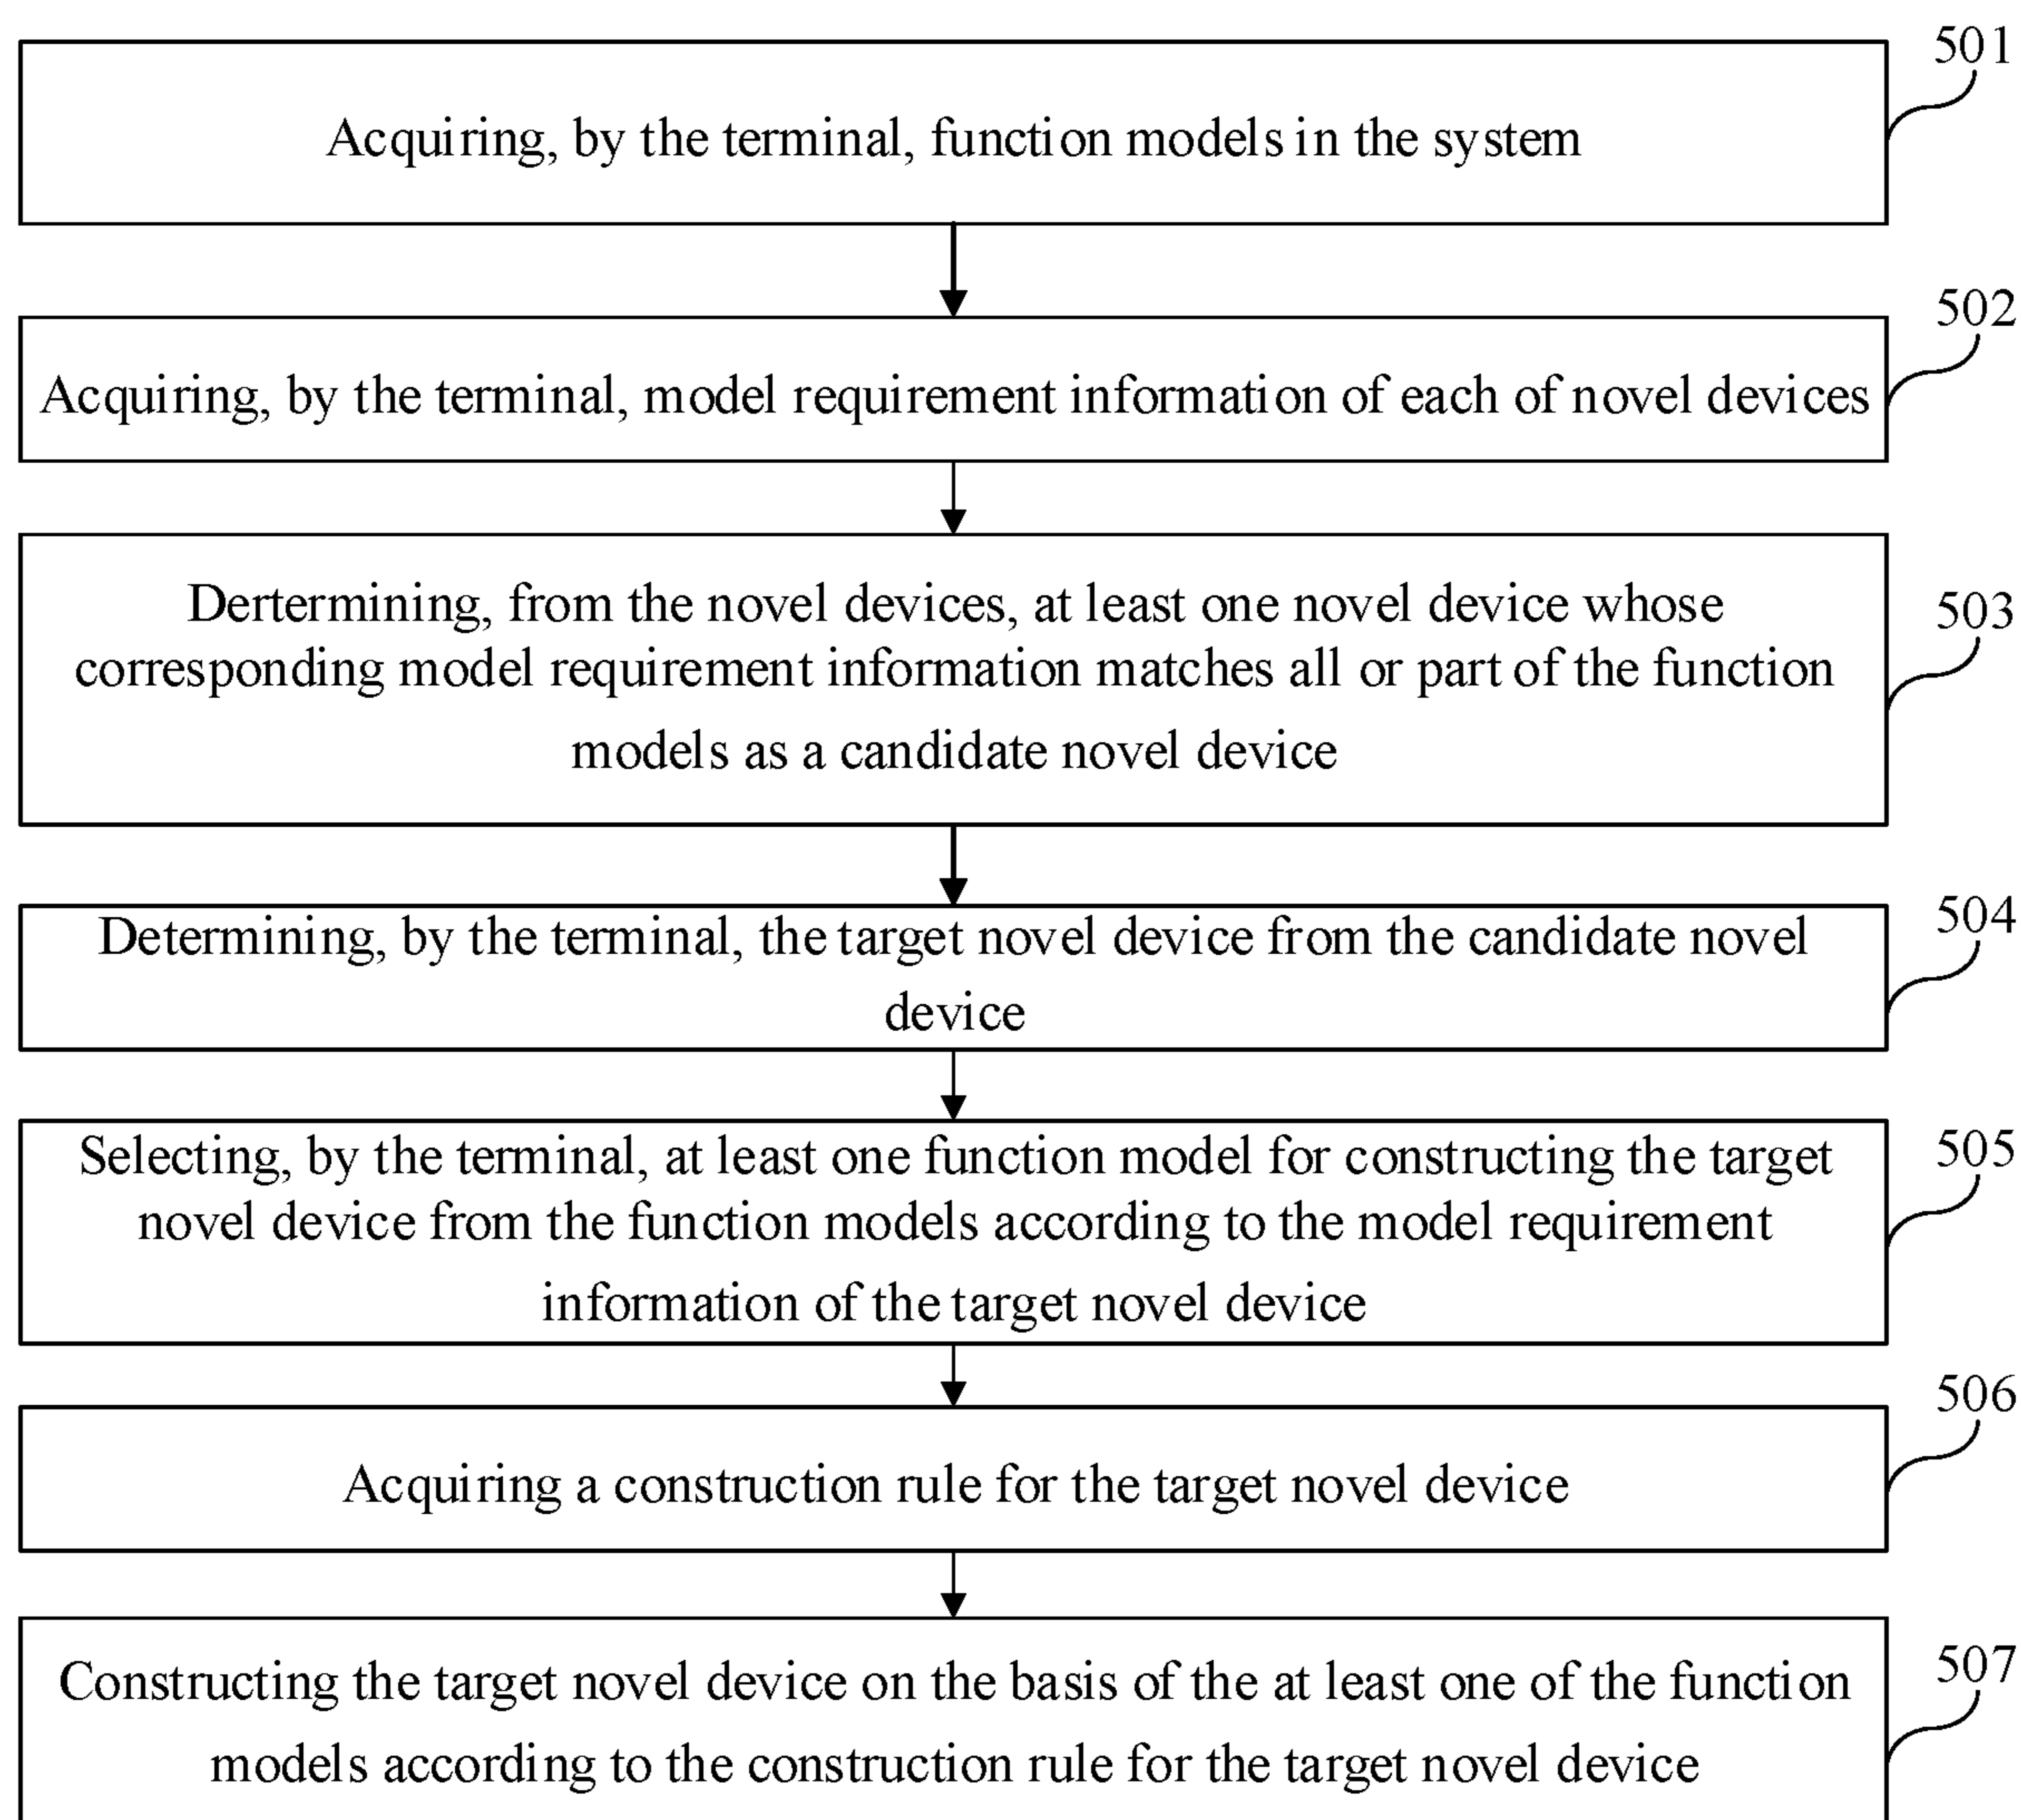 501
Acquiring, by the terminal, function models in the system
502
Acquiring, by the terminal, model requirement information of each of novel devices
503
Dertermining, from the novel devices, at least one novel device whose
corresponding model requirement information matches all or part of the function
models as a candidate novel device
504
Determining, by the terminal, the target novel device from the candidate novel
device
505
Selecting, by the terminal, at least one function model for constructing the target
novel device from the function models according to the model requirement
information of the target novel device
506
Acquiring a construction rule for the target novel device
507
Constructing the target novel device on the basis of the at least one of the function
models according to the construction rule for the target novel device